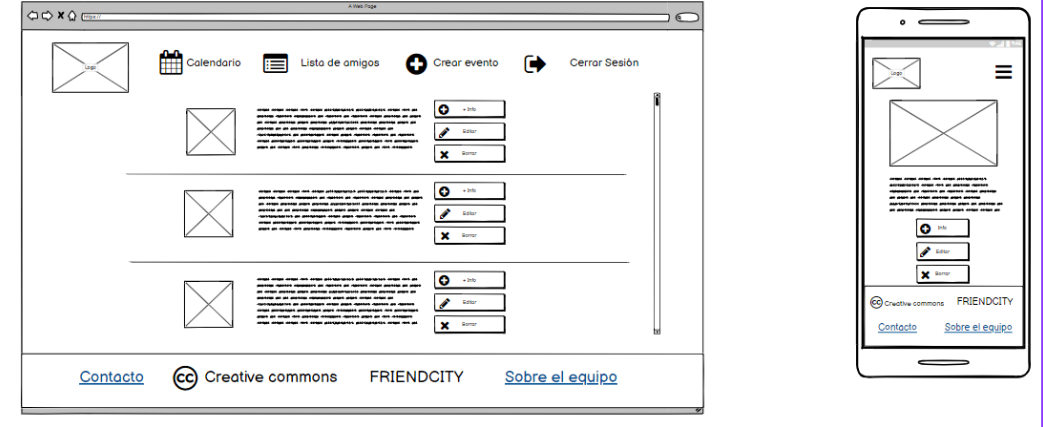 A Web Page
https://
Logo
Calendario
Lista de amigos
Crear evento
Cerrar Sesión
+ Info
Editar
Borrar
+ Info
Editar
Borrar
+ Info
Editar
Borrar
Contacto
cc Creative commons
FRIENDCITY
Sobre el equipo
Logo
Info
Editar
Borrar
cc Creative commons
FRIENDCITY
Contacto
Sobre el equipo